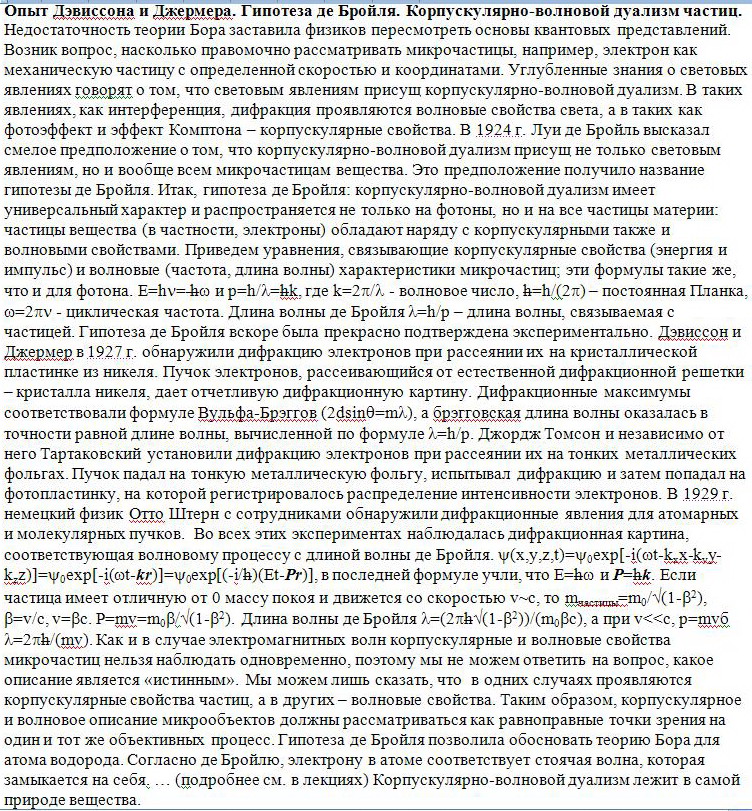 Опыт Дэвиссона и Джермера. Гипотеза де Бройля. Корпускулярно-волновой дуализм частиц.
Недостаточность теории Бора заставила физиков пересмотреть основы квантовых представлений.
Возник вопрос, насколько правомочно рассматривать микрочастицы, например, электрон как
механическую частицу с определенной скоростью и координатами. Углубленные знания о световых
явлениях говорят о том, что световым явлениям присущ корпускулярно-волновой дуализм. В таких
явлениях, как интерференция, дифракция проявляются волновые свойства света, а в таких как
фотоэффект и эффект Комптона – корпускулярные свойства. В 1924 г. Луи де Бройль высказал
смелое предположение о том, что корпускулярно-волновой дуализм присущ не только световым
явлениям, но и вообще всем микрочастицам вещества. Это предположение получило название
гипотезы де Бройля. Итак, гипотеза де Бройля: корпускулярно-волновой дуализм имеет
универсальный характер и распространяется не только на фотоны, но и на все частицы материи:
частицы вещества (в частности, электроны) обладают наряду с корпускулярными также и
волновыми свойствами. Приведем уравнения, связывающие корпускулярные свойства (энергия и
импульс) и волновые (частота, длина волны) характеристики микрочастиц; эти формулы такие же,
что и для фотона. E=hν=ħω и p=h/λ=ħk, где k=2π/λ - волновое число, ħ=h/(2π) – постоянная Планка,
ω=2πν - циклическая частота. Длина волны де Бройля λ=h/p – длина волны, связываемая с
частицей. Гипотеза де Бройля вскоре была прекрасно подтверждена экспериментально. Дэвиссон и
Джермер в 1927 г. обнаружили дифракцию электронов при рассеянии их на кристаллической
пластинке из никеля. Пучок электронов, рассеивающийся от естественной дифракционной решетки
– кристалла никеля, дает отчетливую дифракционную картину. Дифракционные максимумы
соответствовали формуле Вульфа-Брэггов (2dsinθ=mλ), а брэгговская длина волны оказалась в
точности равной длине волны, вычисленной по формуле λ=h/p. Джордж Томсон и независимо от
него Тартаковский установили дифракцию электронов при рассеянии их на тонких металлических
фольгах. Пучок падал на тонкую металлическую фольгу, испытывал дифракцию и затем попадал на
фотопластинку, на которой регистрировалось распределение интенсивности электронов. В 1929 г.
немецкий физик Отто Штерн с сотрудниками обнаружили дифракционные явления для атомарных
и молекулярных пучков. Во всех этих экспериментах наблюдалась дифракционная картина,
соответствующая волновому процессу с длиной волны де Бройля. ψ(x,y,z,t)=ψ₀exp[-i(ωt-kₓx-kᵧy-
k_zz)]=ψ₀exp[-i(ωt-kr)]=ψ₀exp[(-i/ħ)(Et-Pr)], в последней формуле учли, что E=ħω и P=ħk. Если
частица имеет отличную от 0 массу покоя и движется со скоростью v~c, то mчастицы=m₀/√(1-β²),
β=v/c, v=βc. P=mv=m₀β/√(1-β²). Длина волны де Бройля λ=(2πħ√(1-β²))/(m₀βc), а при v<<c, p=mvб
λ=2πħ/(mv). Как и в случае электромагнитных волн корпускулярные и волновые свойства
микрочастиц нельзя наблюдать одновременно, поэтому мы не можем ответить на вопрос, какое
описание является «истинным». Мы можем лишь сказать, что в одних случаях проявляются
корпускулярные свойства частиц, а в других – волновые свойства. Таким образом, корпускулярное
и волновое описание микрообъектов должны рассматриваться как равноправные точки зрения на
один и тот же объективных процесс. Гипотеза де Бройля позволила обосновать теорию Бора для
атома водорода. Согласно де Бройлю, электрону в атоме соответствует стоячая волна, которая
замыкается на себя. … (подробнее см. в лекциях) Корпускулярно-волновой дуализм лежит в самой
природе вещества.